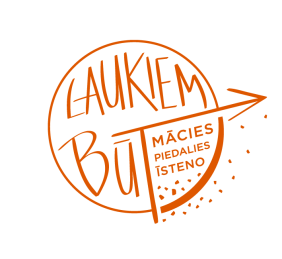 LAUKIEM
BŪT
MĀCIES
PIEDALIES
ĪSTENO